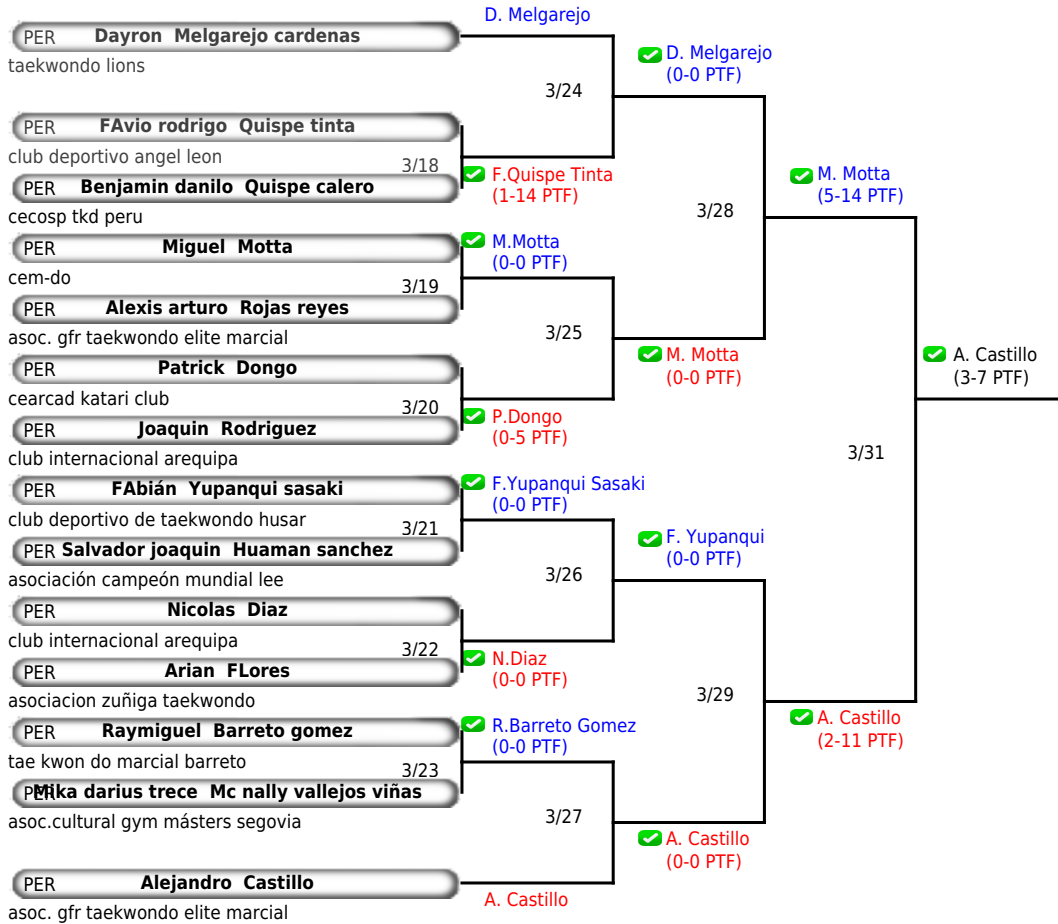 D. Melgarejo
PER Dayron Melgarejo cardenas
taekwondo lions
D. Melgarejo
(0-0 PTF)
3/24
PER FAvio rodrigo Quispe tinta
club deportivo angel leon
3/18
F.Quispe Tinta
(1-14 PTF)
PER Benjamin danilo Quispe calero
cecosp tkd peru
M. Motta
(5-14 PTF)
3/28
PER Miguel Motta
cem-do
M.Motta
(0-0 PTF)
3/19
PER Alexis arturo Rojas reyes
asoc. gfr taekwondo elite marcial
3/25
M. Motta
(0-0 PTF)
A. Castillo
(3-7 PTF)
PER Patrick Dongo
cearcad katari club
3/20
P.Dongo
(0-5 PTF)
PER Joaquin Rodriguez
club internacional arequipa
3/31
PER FAbián Yupanqui sasaki
club deportivo de taekwondo husar
F.Yupanqui Sasaki
(0-0 PTF)
3/21
PER Salvador joaquin Huaman sanchez
asociación campeón mundial lee
F. Yupanqui
(0-0 PTF)
3/26
PER Nicolas Diaz
club internacional arequipa
3/22
N.Diaz
(0-0 PTF)
PER Arian FLores
asociacion zuñiga taekwondo
3/29
A. Castillo
(2-11 PTF)
PER Raymiguel Barreto gomez
tae kwon do marcial barreto
R.Barreto Gomez
(0-0 PTF)
3/23
PER Mika darius trece Mc nally vallejos viñas
asoc.cultural gym másters segovia
3/27
A. Castillo
(0-0 PTF)
PER Alejandro Castillo
asoc. gfr taekwondo elite marcial
A. Castillo